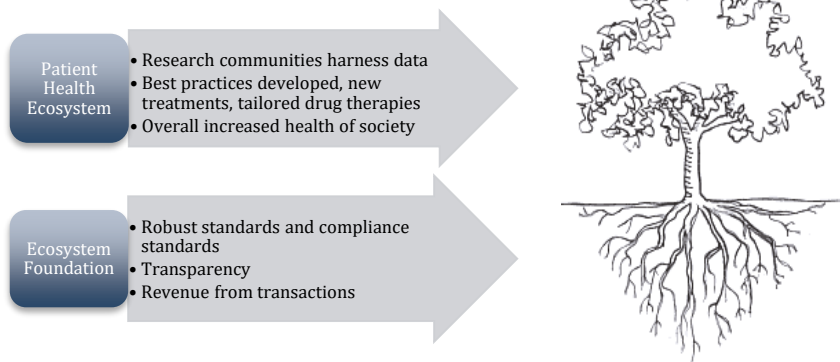 Patient
Health
Ecosystem
• Research communities harness data
• Best practices developed, new
treatments, tailored drug therapies
• Overall increased health of society
Ecosystem
Foundation
• Robust standards and compliance
standards
• Transparency
• Revenue from transactions